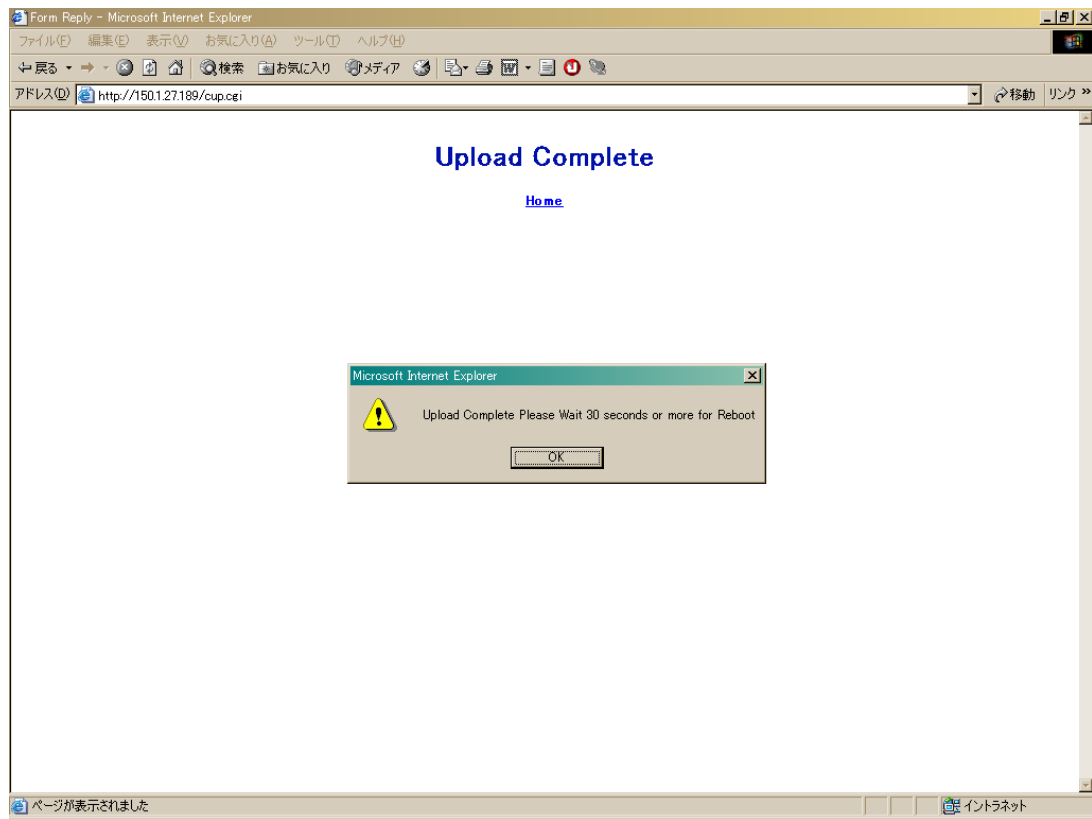 Form Reply - Microsoft Internet Explorer
ファイル(F) 編集(E) 表示(V) お気に入り(A) ツール(T) ヘルプ(H)
戻る 検索 お気に入り メディア
アドレス(D) http://150.1.27.189/cup.cgi 移動 リンク »
Upload Complete
Home
Microsoft Internet Explorer
Upload Complete Please Wait 30 seconds or more for Reboot
OK
ページが表示されました イントラネット